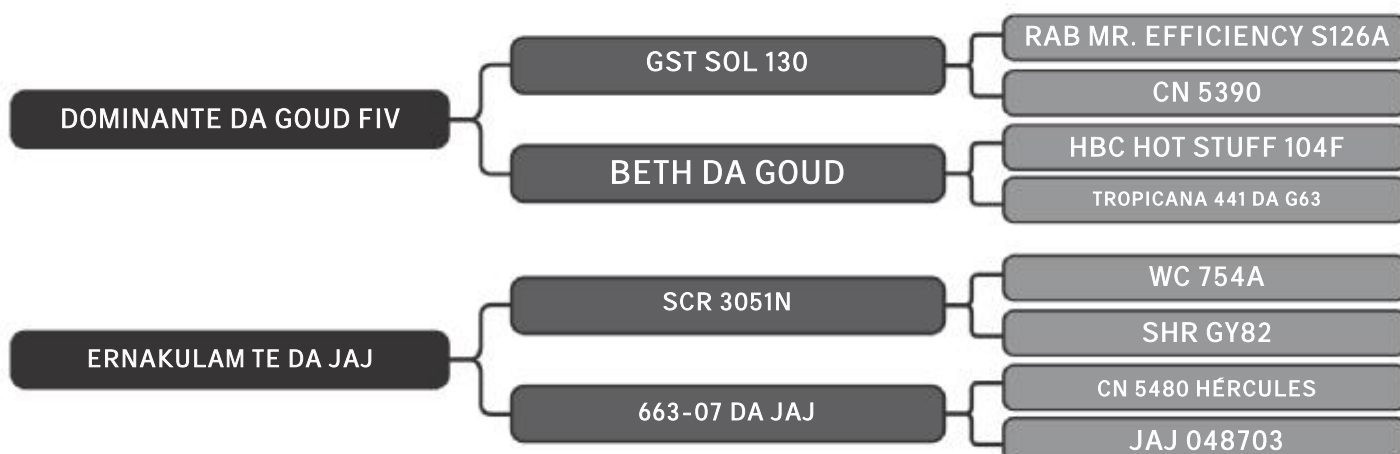 RAB MR. EFFICIENCY S126A
GST SOL 130
CN 5390
DOMINANTE DA GOUD FIV
HBC HOT STUFF 104F
BETH DA GOUD
TROPICANA 441 DA G63
WC 754A
SCR 3051N
SHR GY82
ERNAKULAM TE DA JAJ
CN 5480 HÉRCULES
663-07 DA JAJ
JAJ 048703